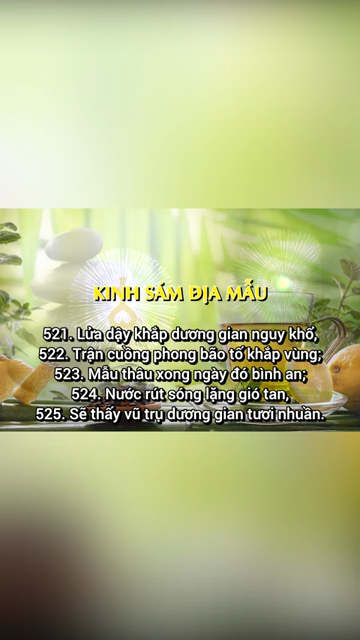 KINH SÁM ĐỊA MẪU
521. Lửa dậy khắp dương gian nguy khổ,
522. Trận cuồng phong bão tố khắp vùng;
523. Mẫu thâu xong ngày đó bình an;
524. Nước rút sóng lặng gió tan,
525. Sẽ thấy vũ trụ dương gian tươi nhuần.